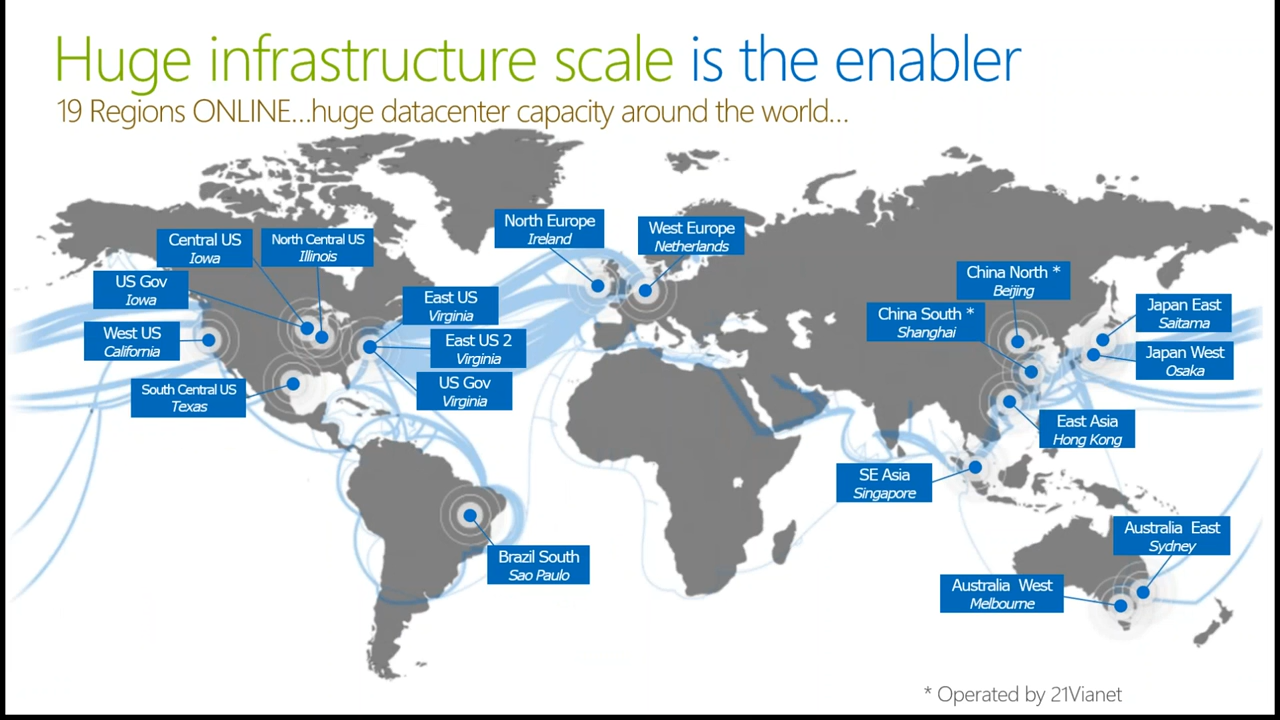 Huge infrastructure scale is the enabler
19 Regions ONLINE...huge datacenter capacity around the world...
North Europe
Ireland
West Europe
Netherlands
Central US
Iowa
North Central US
Illinois
US Gov
Iowa
West US
California
South Central US
Texas
East US
Virginia
East US 2
Virginia
US Gov
Virginia
China North *
Beijing
China South *
Shanghai
Japan East
Saitama
Japan West
Osaka
East Asia
Hong Kong
SE Asia
Singapore
Brazil South
Sao Paulo
Australia East
Sydney
Australia West
Melbourne
* Operated by 21Vianet